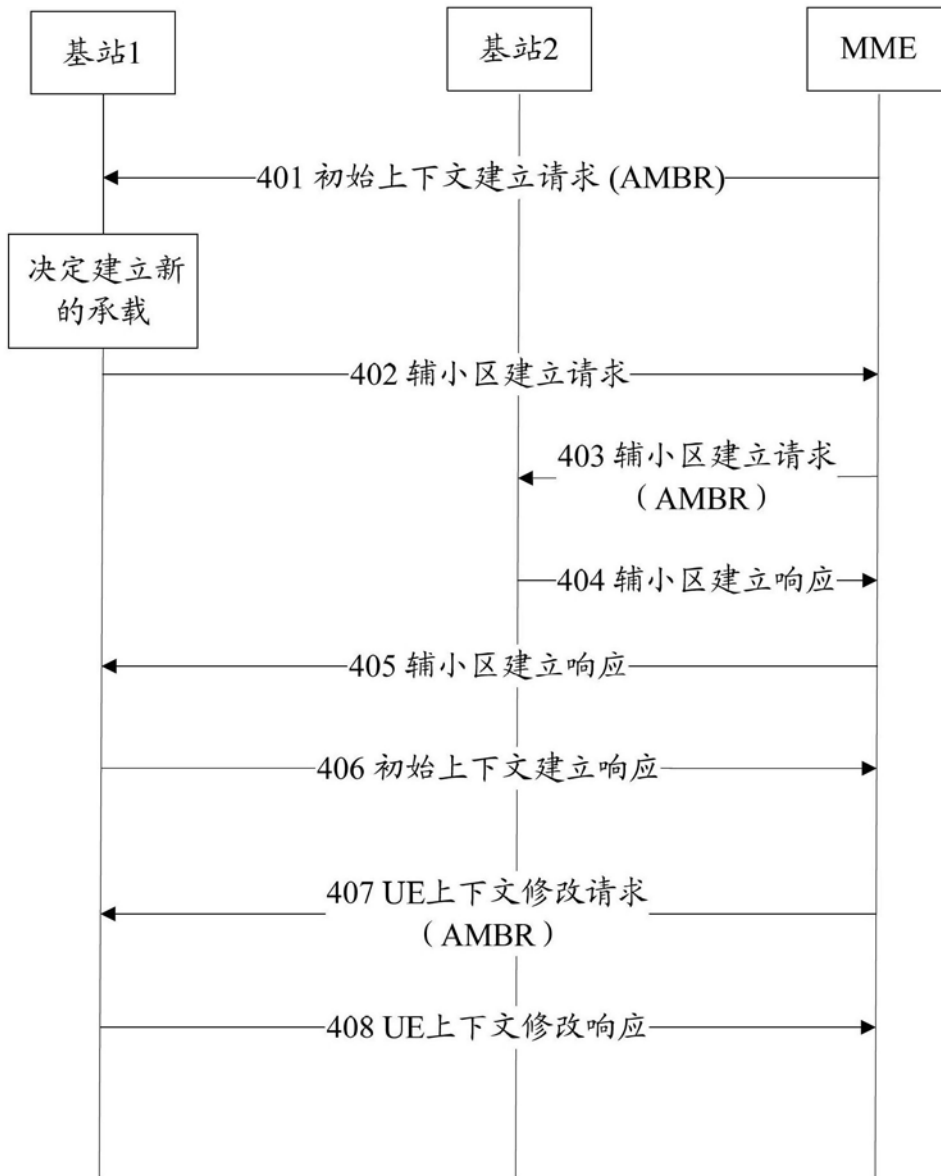 基站1
基站2
MME
401 初始上下文建立请求 (AMBR)
决定建立新
的承载
402 辅小区建立请求
403 辅小区建立请求
（AMBR）
404 辅小区建立响应
405 辅小区建立响应
406 初始上下文建立响应
407 UE上下文修改请求
（AMBR）
408 UE上下文修改响应